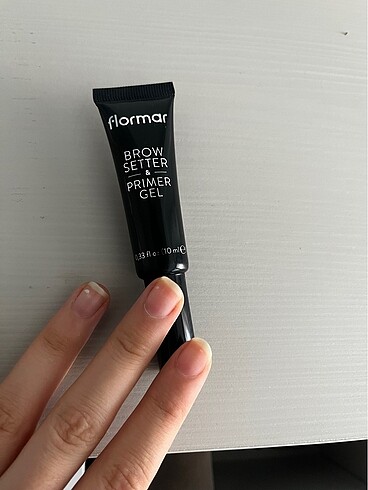 flormar
BROW
SETTER
&
PRIMER
GEL
0.33 fl oz (10 ml e